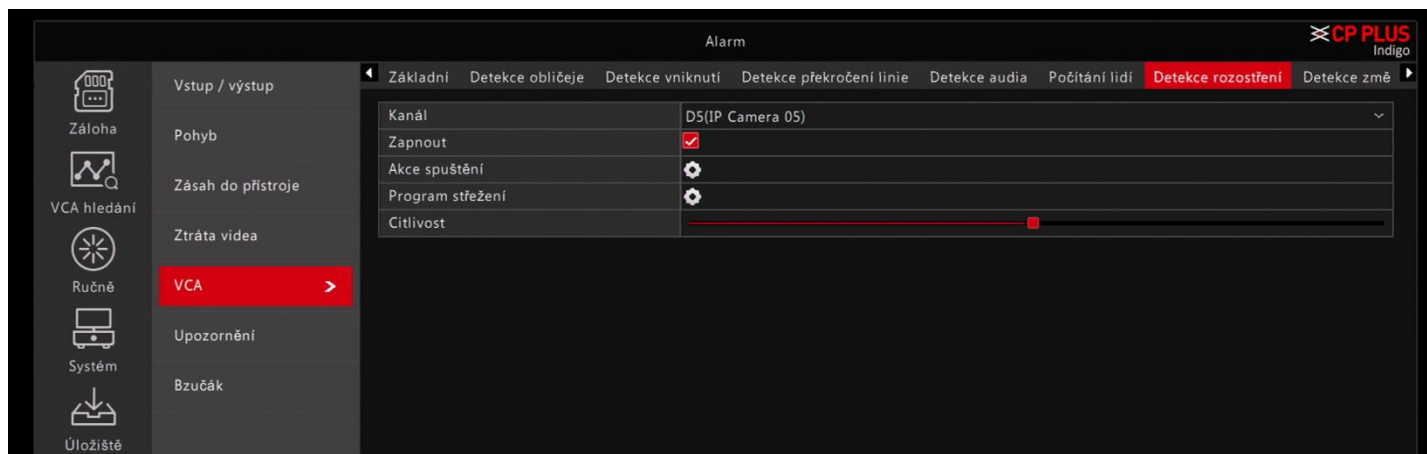 Alarm
CP PLUS
Indigo
Záloha
VCA hledání
Ručně
Systém
Úložiště
Vstup / výstup
Pohyb
Zásah do přístroje
Ztráta videa
VCA
Upozornění
Bzučák
Základní Detekce obličeje Detekce vniknutí Detekce překročení linie Detekce audia Počítání lidí Detekce rozostření Detekce změ
Kanál D5(IP Camera 05)
Zapnout
Akce spuštění
Program střežení
Citlivost